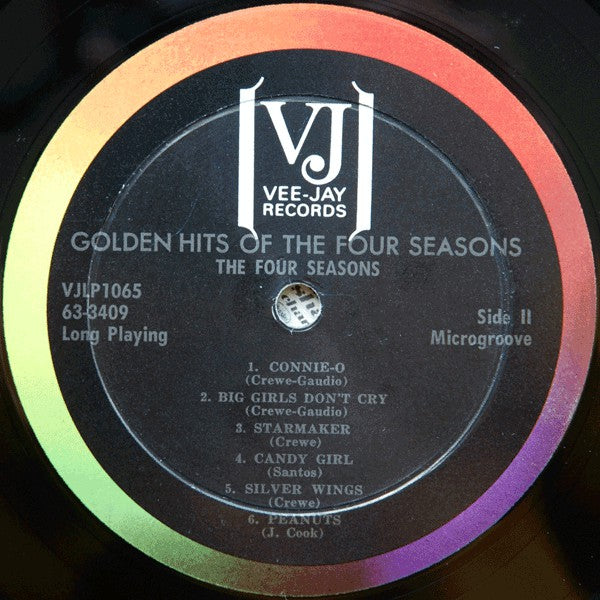 VJ
VEE-JAY
RECORDS
GOLDEN HITS OF THE FOUR SEASONS
THE FOUR SEASONS
VJLP1065
63-3409
Long Playing
Side II
Microgroove
1. CONNIE-O
(Crewe-Gaudio)
2. BIG GIRLS DON'T CRY
(Crewe-Gaudio)
3. STARMAKER
(Crewe)
4. CANDY GIRL
(Santos)
5. SILVER WINGS
(Crewe)
6. PEANUTS
(J. Cook)